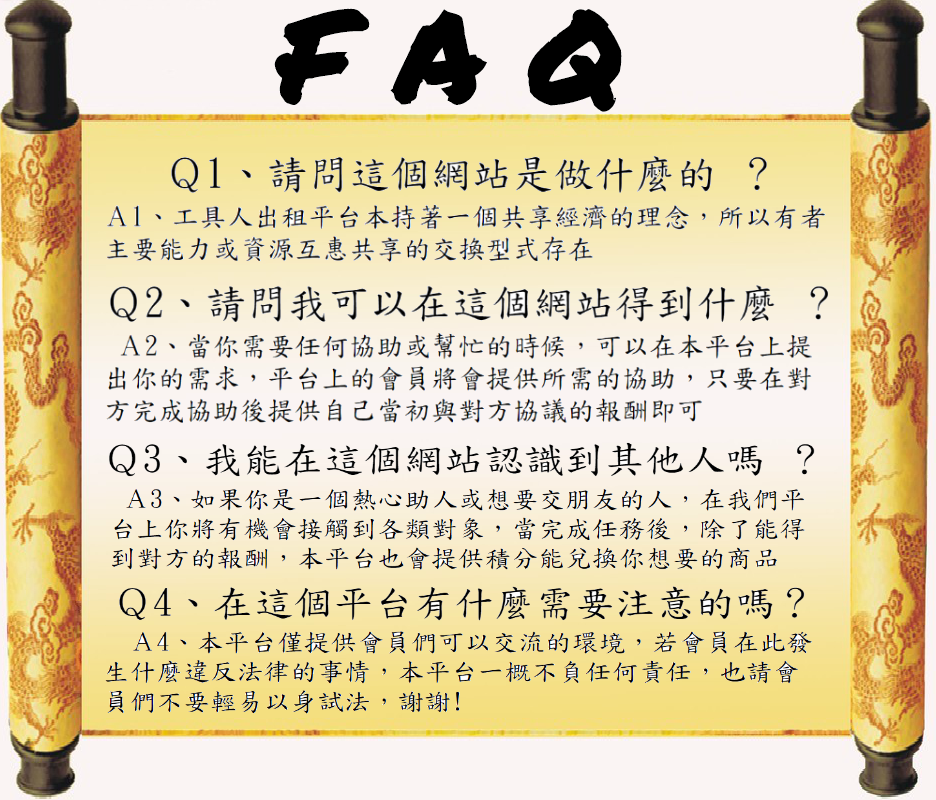 FAQ
Q1、請問這個網站是做什麼的 ？
A1、工具人出租平台本持著一個共享經濟的理念，所以有者
主要能力或資源互惠共享的交換型式存在
Q2、請問我可以在這個網站得到什麼 ？
A2、當你需要任何協助或幫忙的時候，可以在本平台上提
出你的需求，平台上的會員將會提供所需的協助，只要在對
方完成協助後提供自己當初與對方協議的報酬即可
Q3、我能在這個網站認識到其他人嗎 ？
A3、如果你是一個熱心助人或想要交朋友的人，在我們平
台上你將有機會接觸到各類對象，當完成任務後，除了能得
到對方的報酬，本平台也會提供積分能兌換你想要的商品
Q4、在這個平台有什麼需要注意的嗎？
A4、本平台僅提供會員們可以交流的環境，若會員在此發
生什麼違反法律的事情，本平台一概不負任何責任，也請會
員們不要輕易以身試法，謝謝!